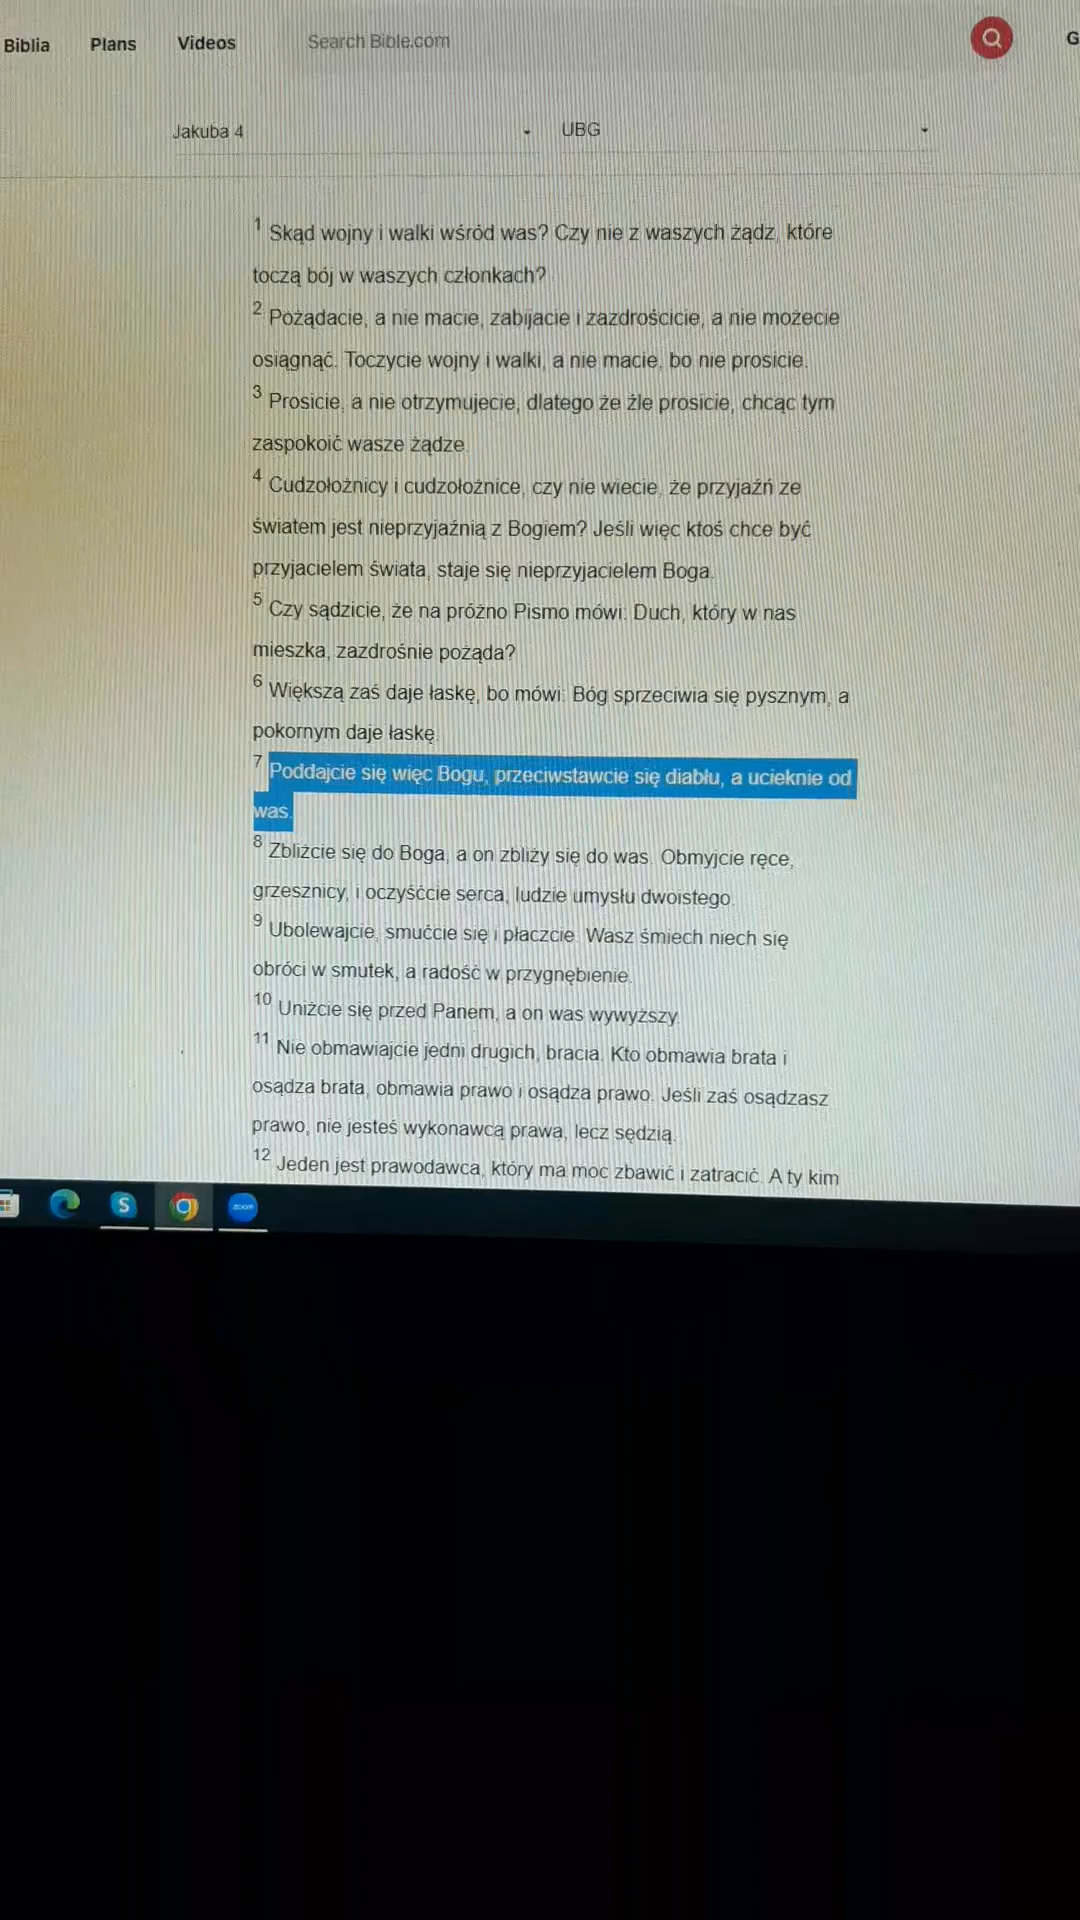 Biblia Plans Videos Search Bible.com G
Jakuba 4 UBG
1 Skąd wojny i walki wśród was? Czy nie z waszych żądz, które
toczą bój w waszych członkach?
2 Pożądacie, a nie macie, zabijacie i zazdrościcie, a nie możecie
osiągnąć. Toczycie wojny i walki, a nie macie, bo nie prosicie.
3 Prosicie, a nie otrzymujecie, dlatego że źle prosicie, chcąc tym
zaspokoić wasze żądze.
4 Cudzołożnicy i cudzołożnice, czy nie wiecie, że przyjaźń ze
światem jest nieprzyjaźnią z Bogiem? Jeśli więc ktoś chce być
przyjacielem świata, staje się nieprzyjacielem Boga.
5 Czy sądzicie, że na próżno Pismo mówi: Duch, który w nas
mieszka, zazdrośnie pożąda?
6 Większą zaś daje łaskę, bo mówi: Bóg sprzeciwia się pysznym, a
pokornym daje łaskę.
7 Poddajcie się więc Bogu, przeciwstawcie się diabłu, a ucieknie od
was.
8 Zbliżcie się do Boga, a on zbliży się do was. Obmyjcie ręce,
grzesznicy, i oczyśćcie serca, ludzie umysłu dwoistego.
9 Ubolewajcie, smućcie się i płaczcie. Wasz śmiech niech się
obróci w smutek, a radość w przygnębienie.
10 Uniżcie się przed Panem, a on was wywyższy.
11 Nie obmawiajcie jedni drugich, bracia. Kto obmawia brata i
osądza brata, obmawia prawo i osądza prawo. Jeśli zaś osądzasz
prawo, nie jesteś wykonawcą prawa, lecz sędzią.
12 Jeden jest prawodawca, który ma moc zbawić i zatracić. A ty kim
S zoom